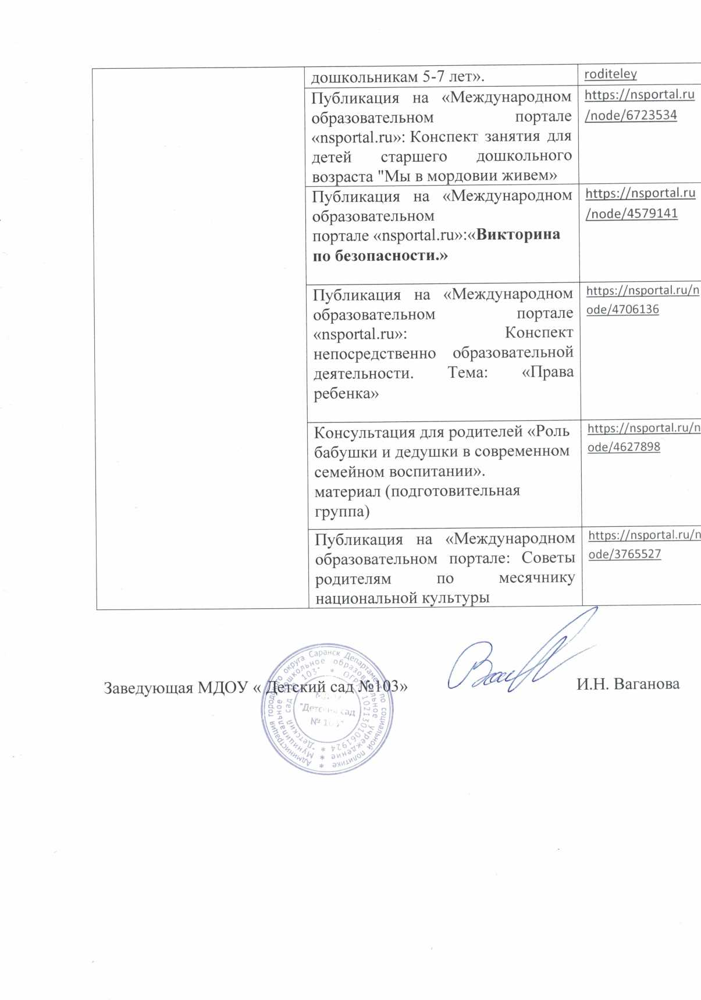 дошкольникам 5-7 лет».
roditeley
Публикация на «Международном
образовательном портале
«nsportal.ru»: Конспект занятия для
детей старшего дошкольного
возраста "Мы в мордовии живем»
https://nsportal.ru
/node/6723534
Публикация на «Международном
образовательном
портале «nsportal.ru»:«Викторина
по безопасности.»
https://nsportal.ru
/node/4579141
Публикация на «Международном
образовательном портале
«nsportal.ru»: Конспект
непосредственно образовательной
деятельности. Тема: «Права
ребенка»
https://nsportal.ru/n
ode/4706136
Консультация для родителей «Роль
бабушки и дедушки в современном
семейном воспитании».
материал (подготовительная
группа)
https://nsportal.ru/n
ode/4627898
Публикация на «Международном
образовательном портале: Советы
родителям по месячнику
национальной культуры
https://nsportal.ru/n
ode/3765527
Заведующая МДОУ « Детский сад №103»
И.Н. Ваганова
Администрация городского округа Саранск Департамент по социальной политике *
Муниципальное дошкольное образовательное учреждение *
"Детский сад № 103" * ОГРН 1021301061924 *
"Детский сад